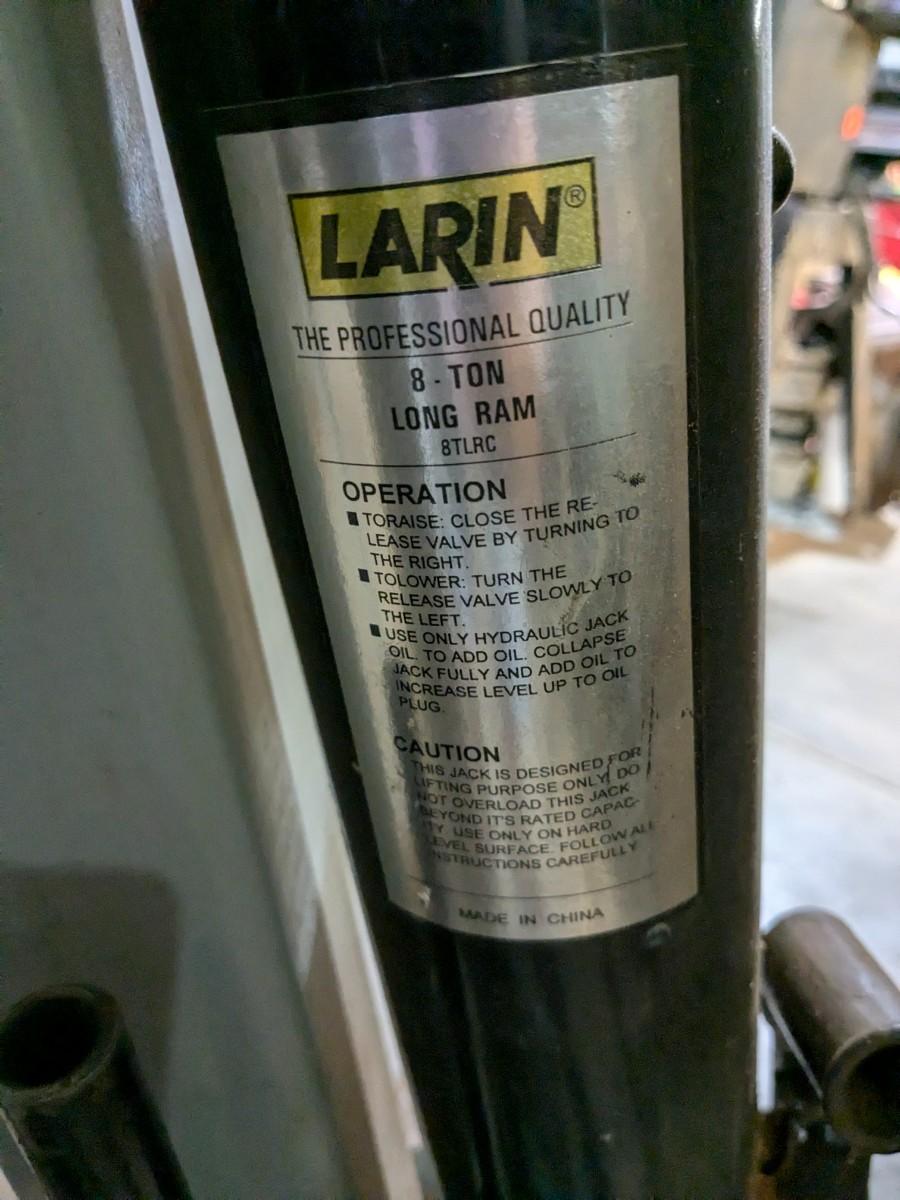 LARIN®
THE PROFESSIONAL QUALITY
8 - TON
LONG RAM
8TLRC
OPERATION
■ TORAISE: CLOSE THE RE-
LEASE VALVE BY TURNING TO
THE RIGHT.
■ TOLOWER: TURN THE
RELEASE VALVE SLOWLY TO
THE LEFT.
■ USE ONLY HYDRAULIC JACK
OIL. TO ADD OIL. COLLAPSE
JACK FULLY AND ADD OIL TO
INCREASE LEVEL UP TO OIL
PLUG.
CAUTION
THIS JACK IS DESIGNED FOR
LIFTING PURPOSE ONLY. DO
NOT OVERLOAD THIS JACK
BEYOND IT'S RATED CAPAC-
ITY. USE ONLY ON HARD
LEVEL SURFACE. FOLLOW ALL
INSTRUCTIONS CAREFULLY
MADE IN CHINA